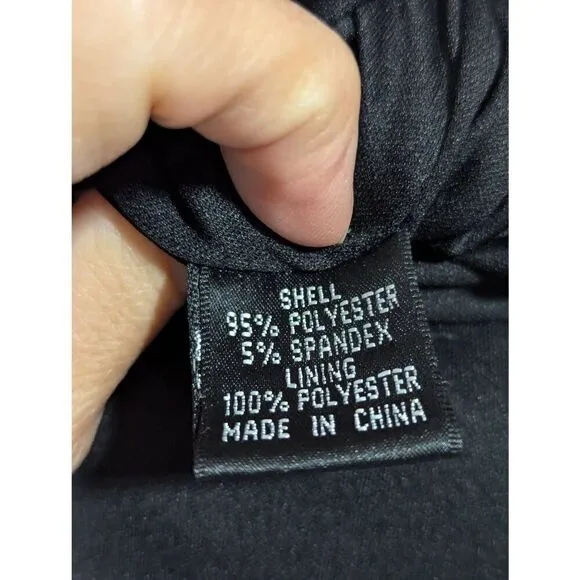 SHELL
95% POLYESTER
5% SPANDEX
LINING
100% POLYESTER
MADE IN CHINA